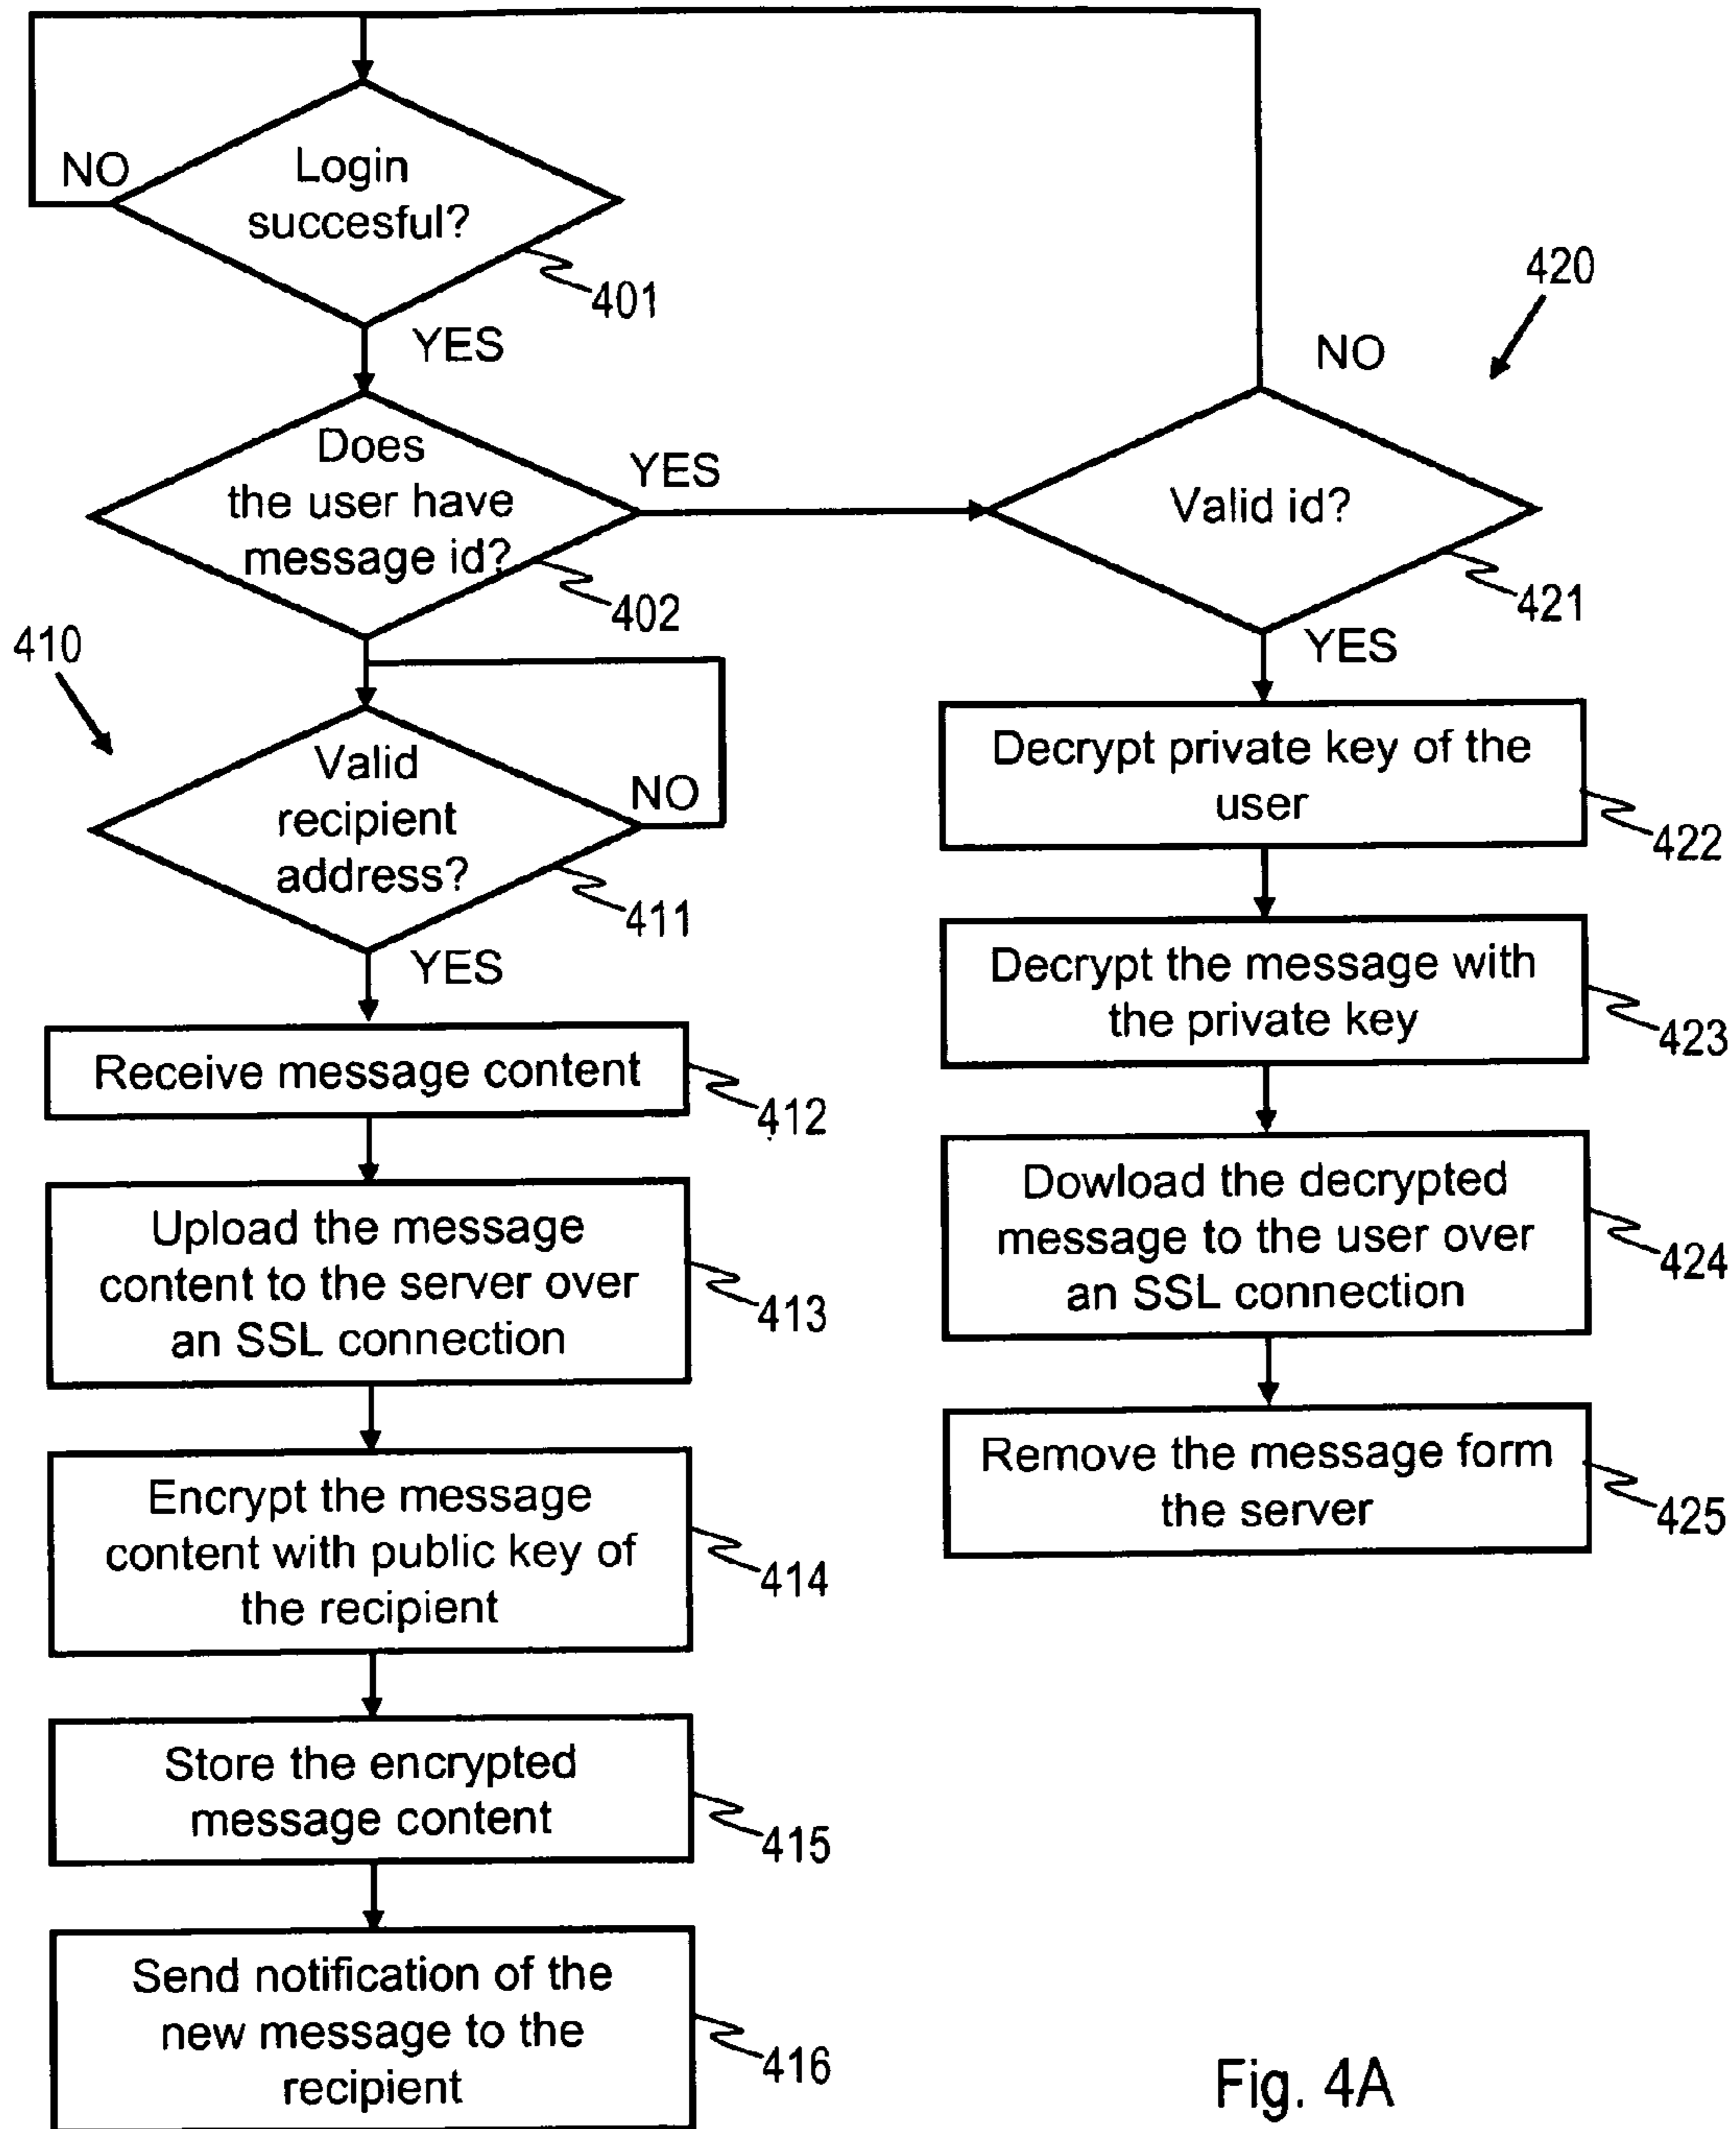 NO
Login
succesful?
401
YES
Does
the user have
message id?
YES
402
410
Valid
recipient
address?
NO
411
YES
Receive message content
412
Upload the message
content to the server over
an SSL connection
413
Encrypt the message
content with public key of
the recipient
414
Store the encrypted
message content
415
Send notification of the
new message to the
recipient
416
420
NO
Valid id?
421
YES
Decrypt private key of the
user
422
Decrypt the message with
the private key
423
Dowload the decrypted
message to the user over
an SSL connection
424
Remove the message form
the server
425
Fig. 4A